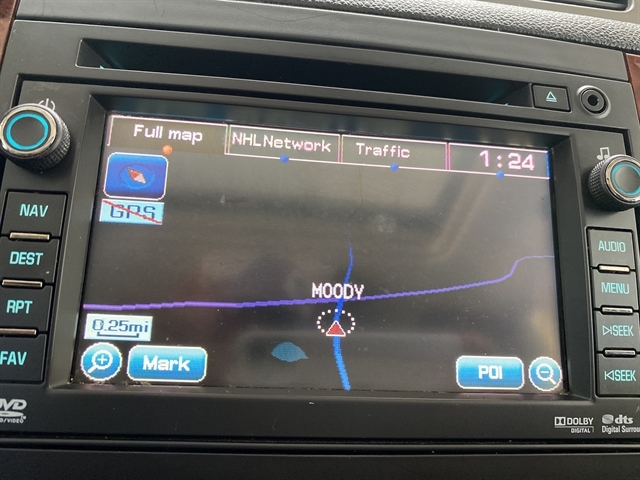 Full map
NHLNetwork
Traffic
1:24
GPS
NAV
DEST
RPT
FAV
AUDIO
MENU
SEEK
SEEK
MOODY
0.25mi
Mark
POI
DOLBY
DIGITAL
dts
Digital Surround